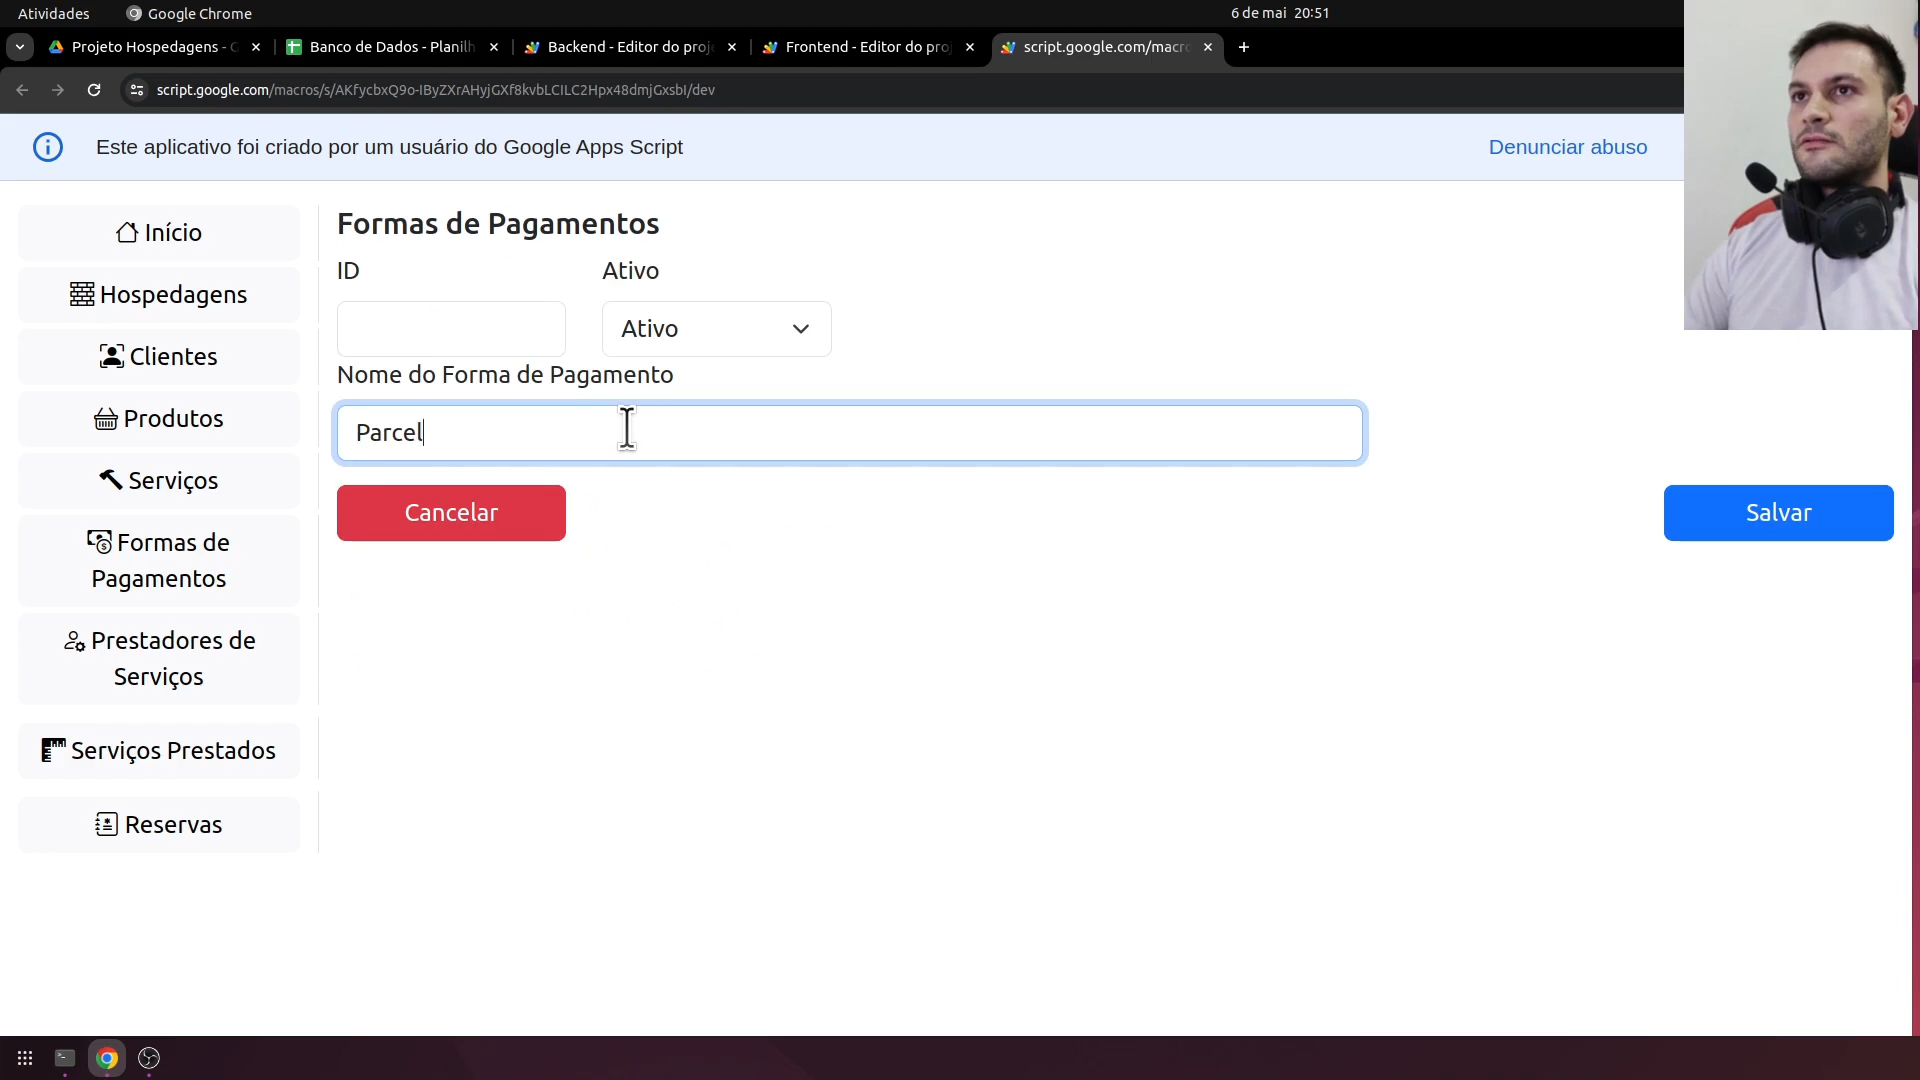 Atividades
Google Chrome
6 de mai 20:51
Projeto Hospedagens - 
Banco de Dados - Planilh
Backend - Editor do proj
Frontend - Editor do proj
script.google.com/macro
script.google.com/macros/s/AKfycbxQ9o-IByZXrAHyjGXf8kvbLCILC2Hpx48dmjGxsbI/dev
Este aplicativo foi criado por um usuário do Google Apps Script
Denunciar abuso
Início
Hospedagens
Clientes
Produtos
Serviços
Formas de
Pagamentos
Prestadores de
Serviços
Serviços Prestados
Reservas
Formas de Pagamentos
ID
Ativo
Ativo
Nome do Forma de Pagamento
Parcel
Cancelar
Salvar